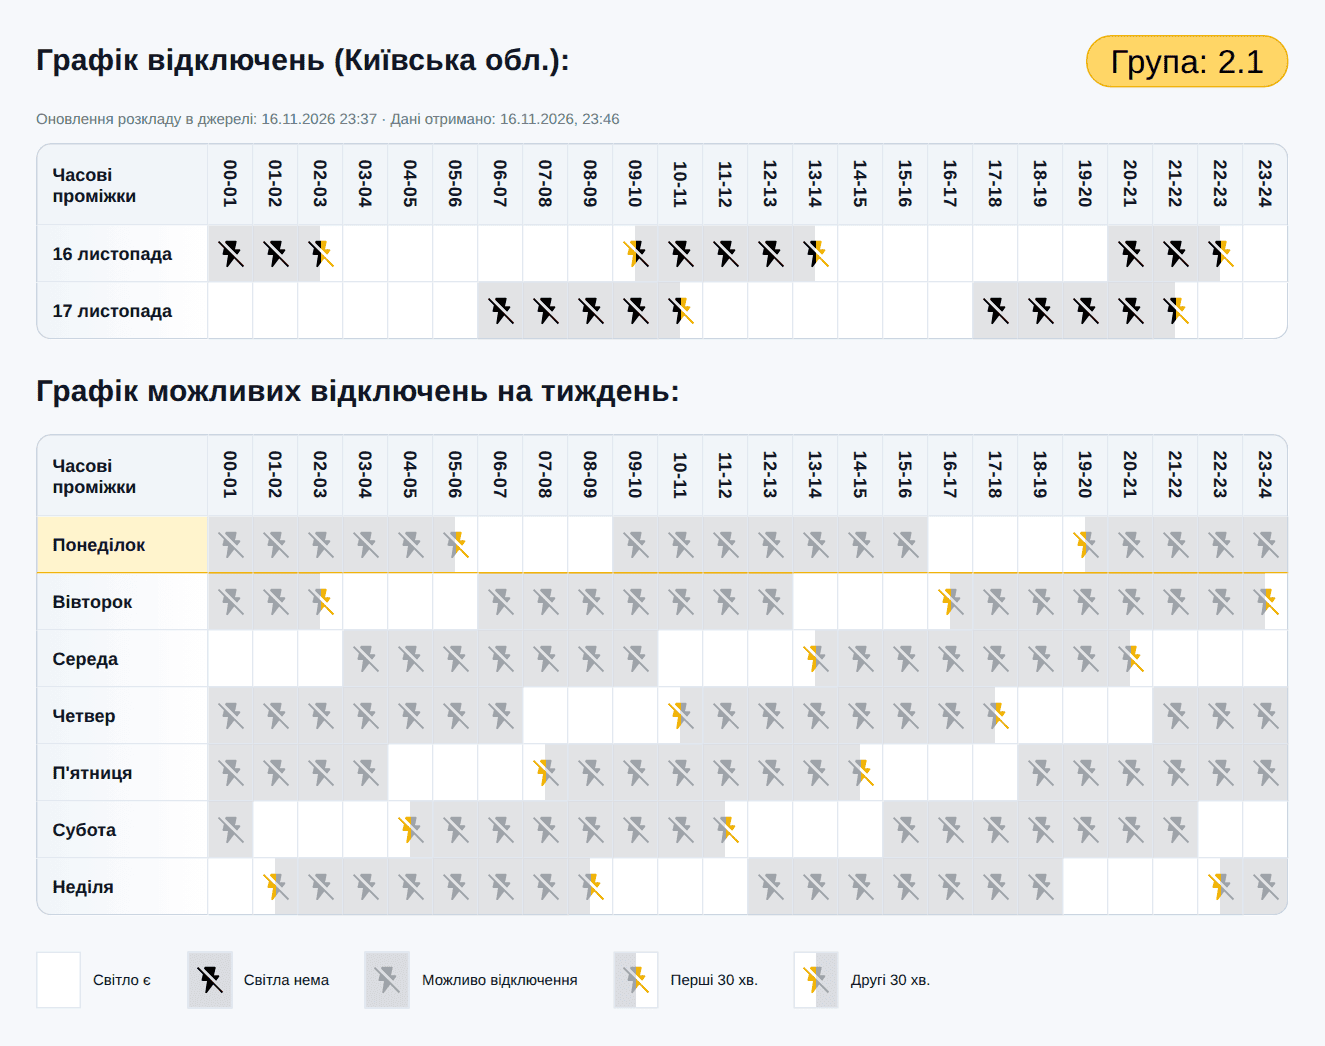 Графік відключень (Київська обл.):
Група: 2.1
Оновлення розкладу в джерелі: 16.11.2026 23:37 · Дані отримано: 16.11.2026, 23:46
Часові проміжки 00-01 01-02 02-03 03-04 04-05 05-06 06-07 07-08 08-09 09-10 10-11 11-12 12-13 13-14 14-15 15-16 16-17 17-18 18-19 19-20 20-21 21-22 22-23 23-24
16 листопада
17 листопада
Графік можливих відключень на тиждень:
Часові проміжки 00-01 01-02 02-03 03-04 04-05 05-06 06-07 07-08 08-09 09-10 10-11 11-12 12-13 13-14 14-15 15-16 16-17 17-18 18-19 19-20 20-21 21-22 22-23 23-24
Понеділок
Вівторок
Середа
Четвер
П'ятниця
Субота
Неділя
Світло є Світла нема Можливо відключення Перші 30 хв. Другі 30 хв.